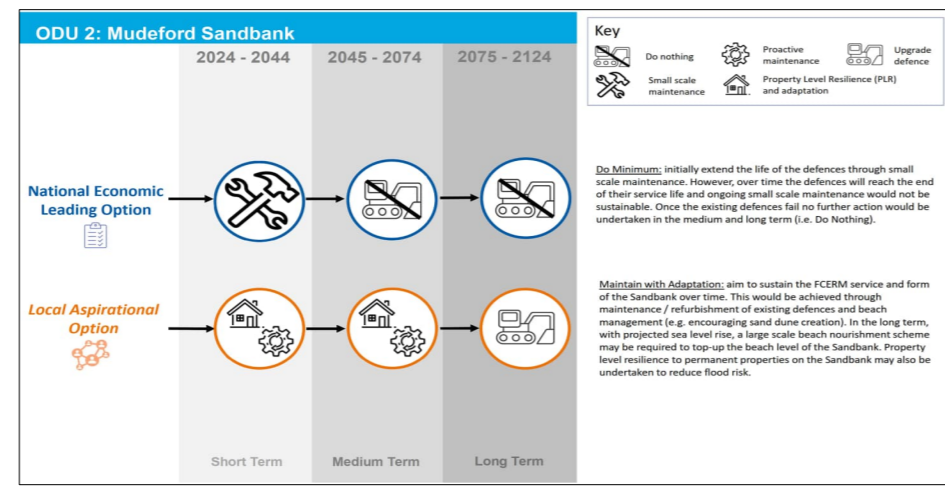 ODU 2: Mudeford Sandbank
2024 - 2044
2045 - 2074
2075 - 2124
Key
Do nothing
Proactive
maintenance
Upgrade
defence
Small scale
maintenance
Property Level Resilience (PLR)
and adaptation
National Economic
Leading Option
Do Minimum: initially extend the life of the defences through small
scale maintenance. However, over time the defences will reach the end
of their service life and ongoing small scale maintenance would not be
sustainable. Once the existing defences fail no further action would be
undertaken in the medium and long term (i.e. Do Nothing).
Local Aspirational
Option
Maintain with Adaptation: aim to sustain the FCERM service and form
of the Sandbank over time. This would be achieved through
maintenance / refurbishment of existing defences and beach
management (e.g. encouraging sand dune creation). In the long term,
with projected sea level rise, a large scale beach nourishment scheme
may be required to top-up the beach level of the Sandbank. Property
level resilience to permanent properties on the Sandbank may also be
undertaken to reduce flood risk.
Short Term
Medium Term
Long Term